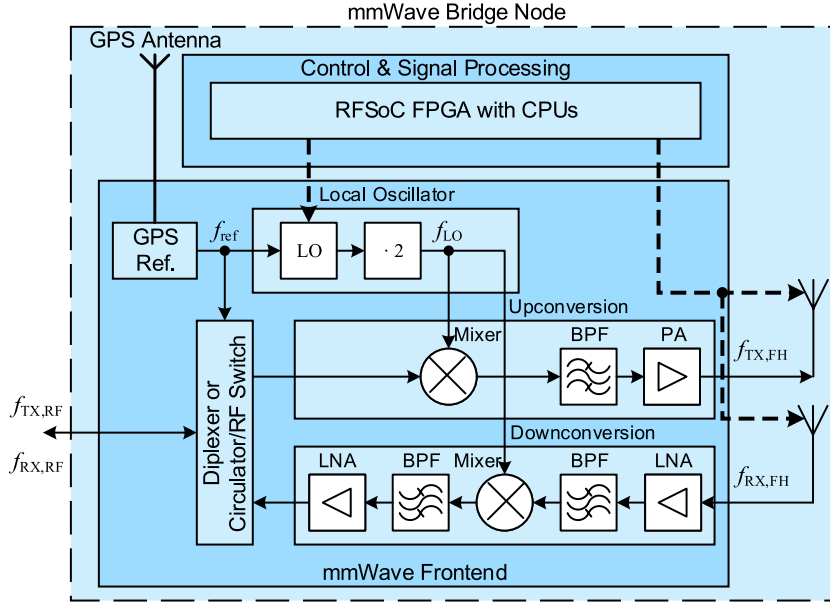 mmWave Bridge Node
GPS Antenna
Control & Signal Processing
RFSoC FPGA with CPUs
Local Oscillator
GPS
Ref.
fref
LO
· 2
fLO
Upconversion
Mixer
BPF
PA
fTX,FH
Diplexer or
Circulator/RF Switch
fTX,RF
fRX,RF
Downconversion
LNA
BPF
Mixer
BPF
LNA
fRX,FH
mmWave Frontend